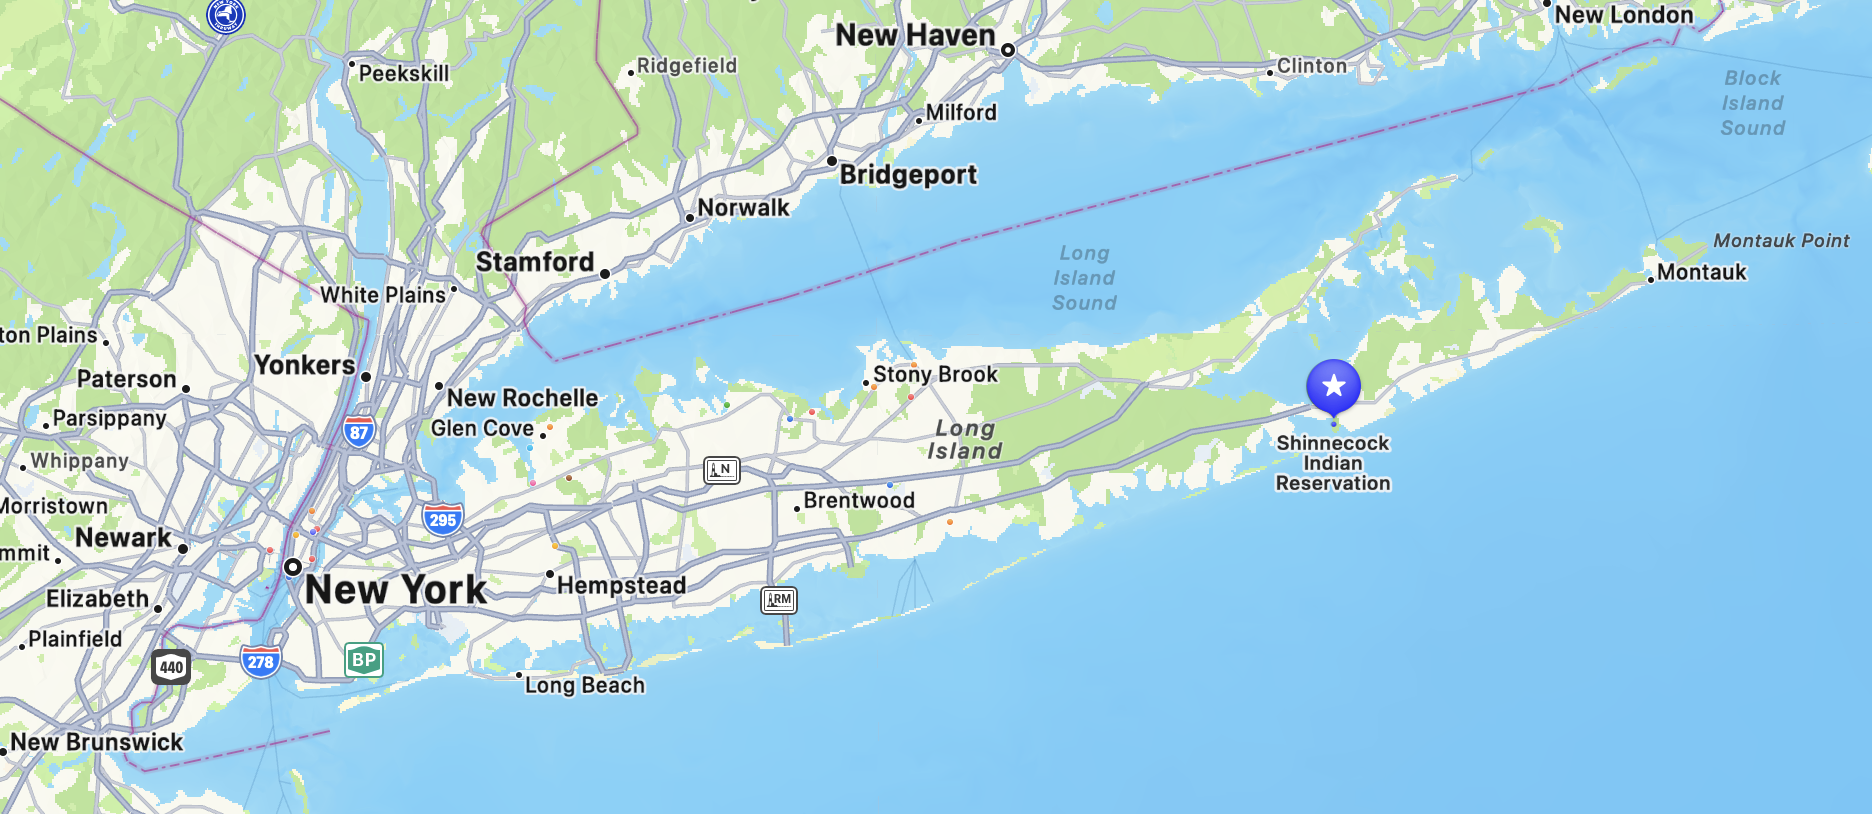 New London
New Haven
Peekskill
Ridgefield
Clinton
Block
Island
Sound
Milford
Bridgeport
Norwalk
Montauk Point
Long
Island
Sound
Stamford
Montauk
White Plains
ton Plains
Yonkers
Paterson
Stony Brook
New Rochelle
Parsippany
Glen Cove
87
Long
Island
Shinnecock
Indian
Reservation
Whippany
N
Brentwood
Morristown
295
Newark
mmit
New York
Hempstead
Elizabeth
RM
Plainfield
440
278
BP
Long Beach
New Brunswick